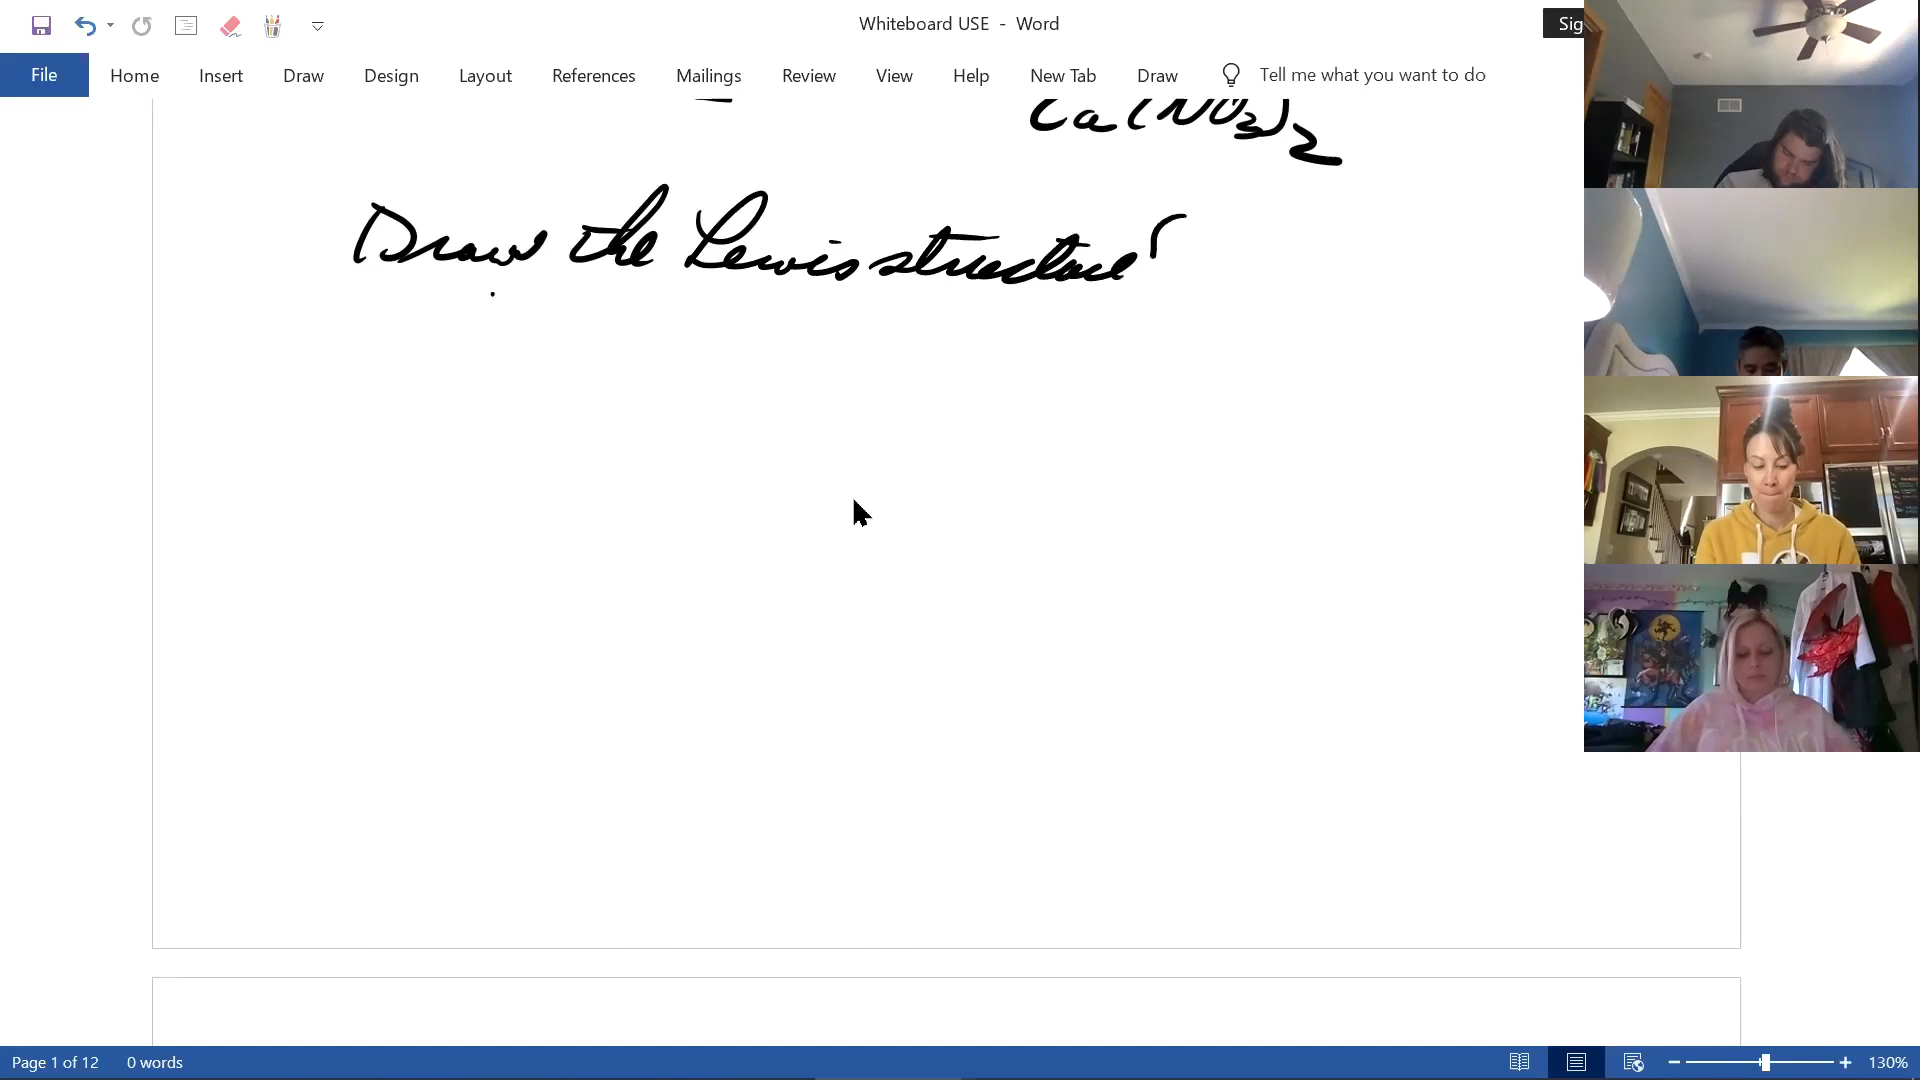 Whiteboard USE - Word
Sig
File Home Insert Draw Design Layout References Mailings Review View Help New Tab Draw Tell me what you want to do
Ca(NO3)2
Draw the Lewis structure
Page 1 of 12 0 words
130%